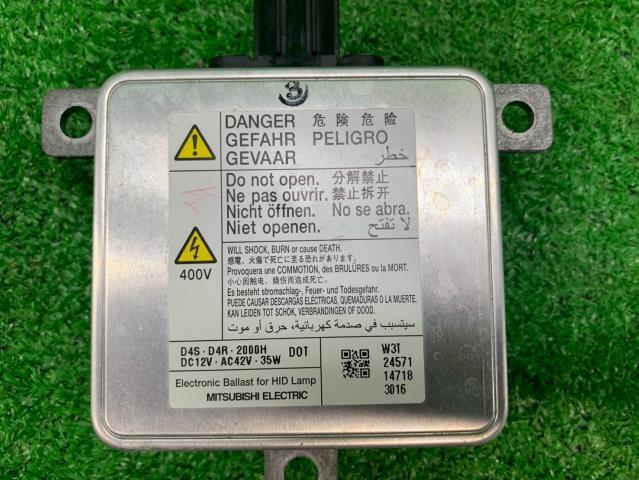 3
DANGER 危険 危险
GEFAHR PELIGRO
GEVAAR خطر
Do not open. 分解禁止
Ne pas ouvrir. 禁止拆开
Nicht öffnen. No se abra.
Niet openen. لا تفتح
400V
WILL SHOCK, BURN or cause DEATH.
感電、火傷で死亡に至る恐れがあります。
Provoquera une COMMOTION, des BRULÛRES ou la MORT.
小心因触电、烧伤而造成死亡。
Es besteht stromschlag-, Feuer- und Todesgefahr.
PUEDE CAUSAR DESCARGAS ELÉCTRICAS, QUEMADURAS O LA MUERTE.
KAN LEIDEN TOT SCHOK, VERBRANDINGEN OF DOOD.
سيتسبب في صدمة كهربائية، حرق أو موت
D4S · D4R · 2000H DOT
DC12V · AC42V · 35W
Electronic Ballast for HID Lamp
MITSUBISHI ELECTRIC
W3T
24571
14718
3016